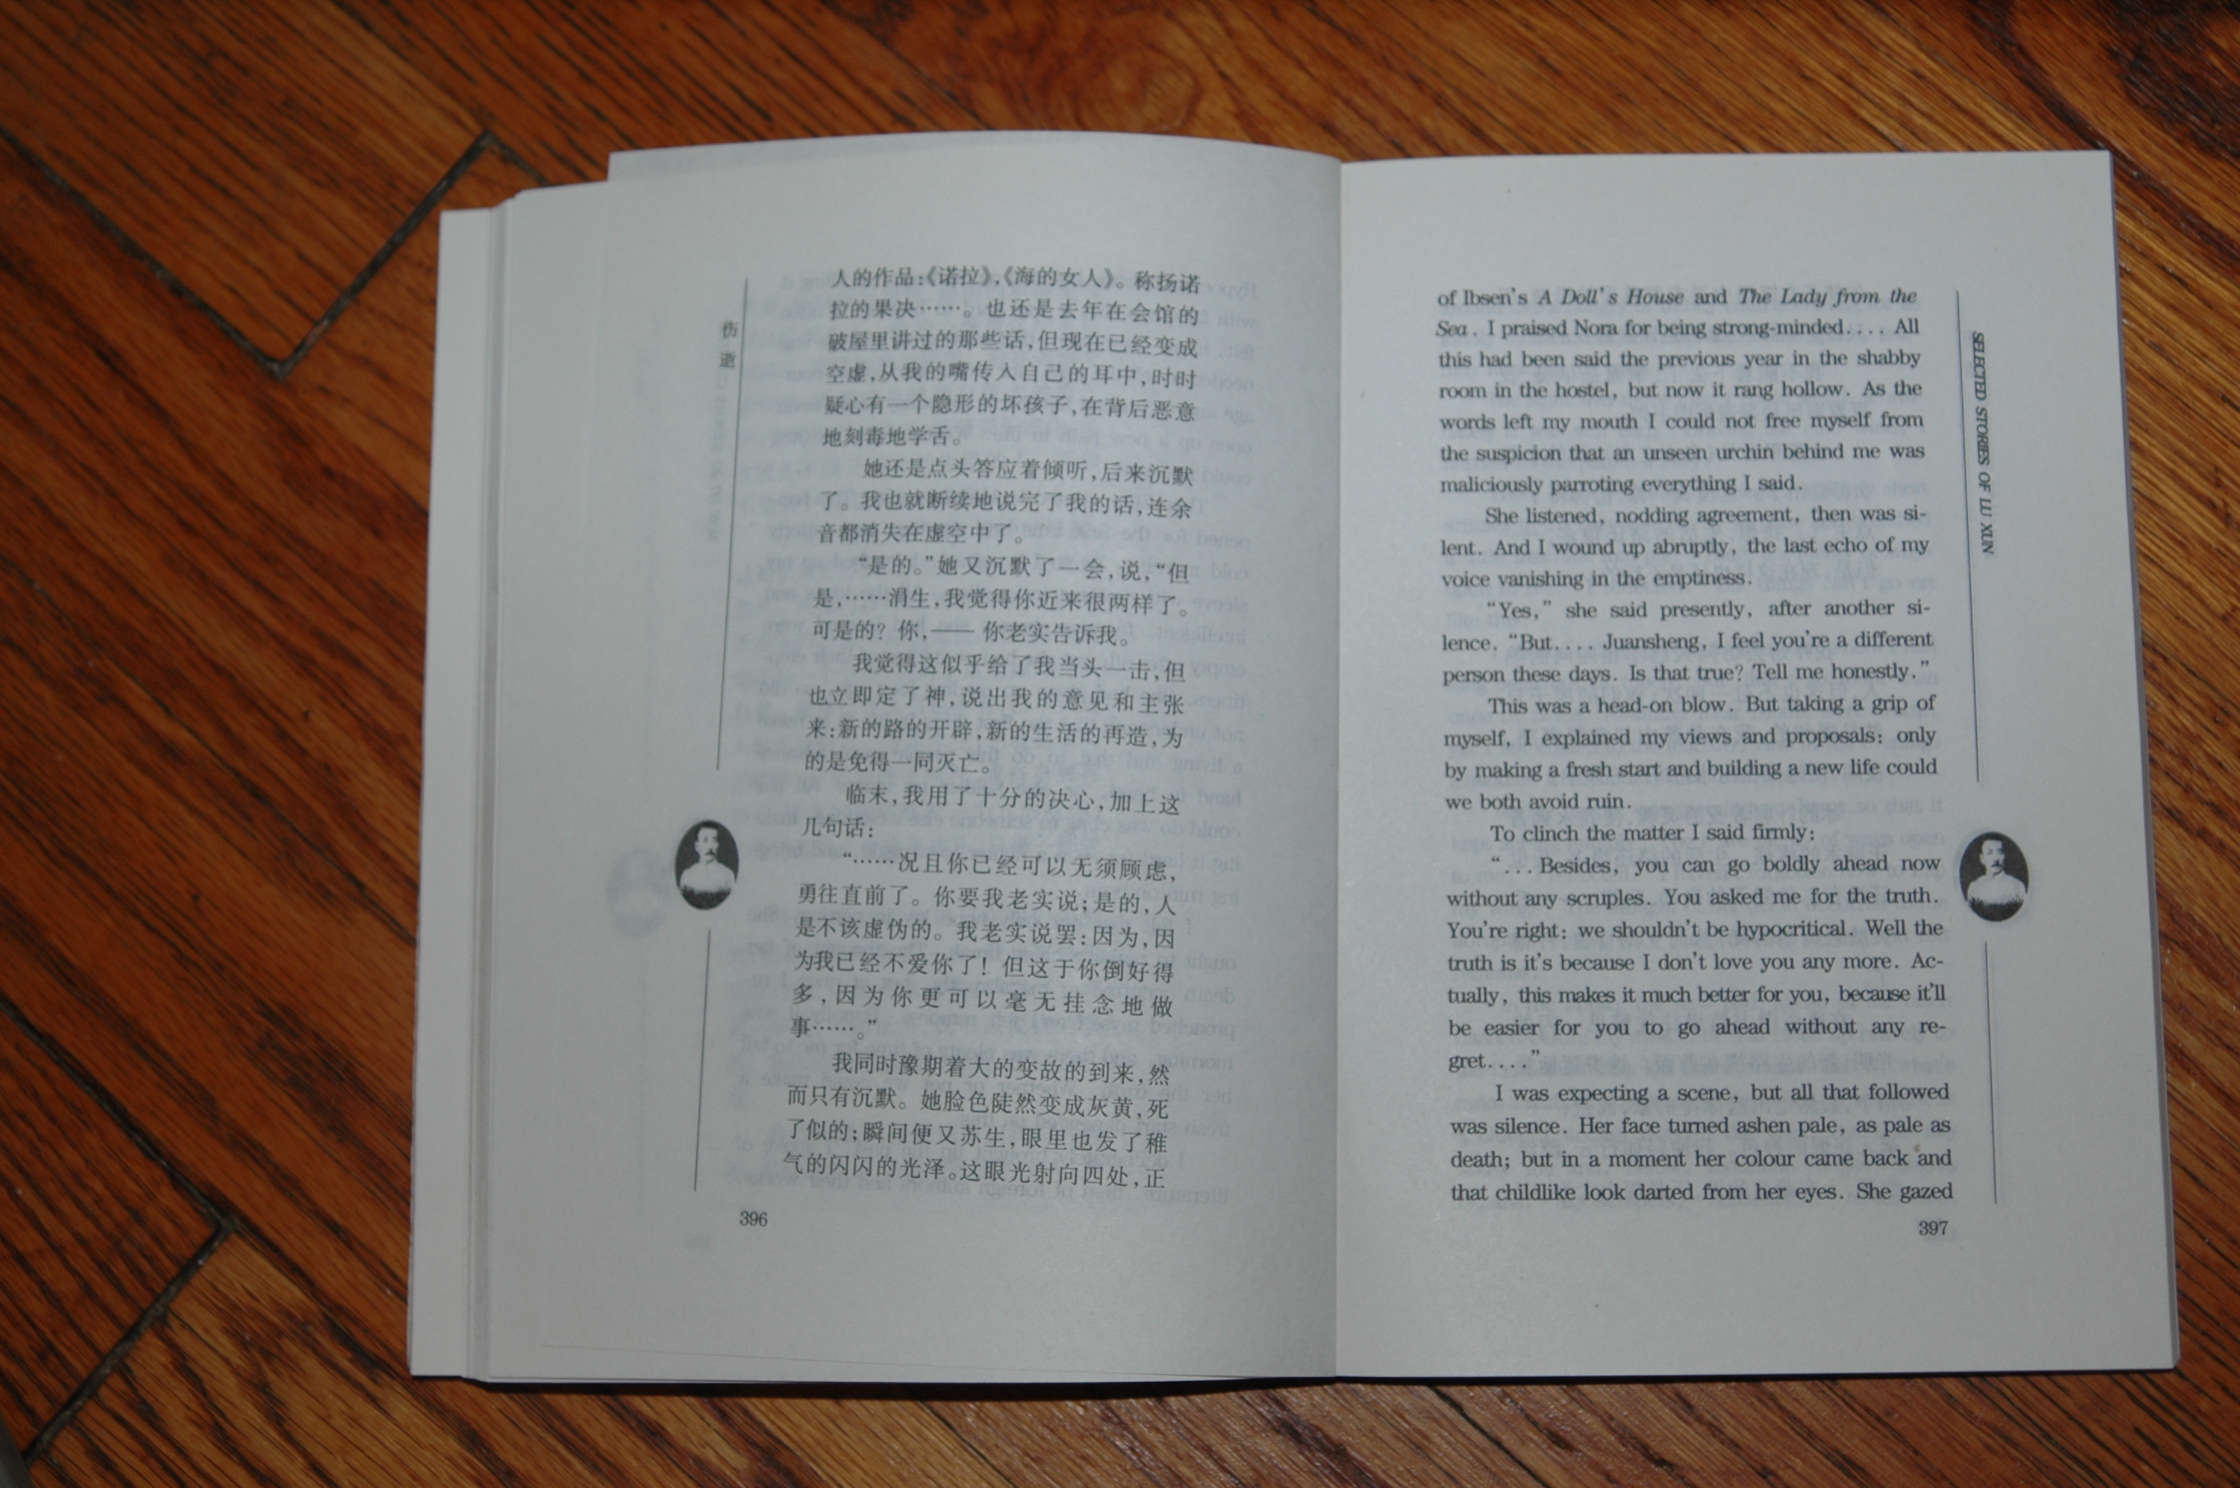 伤
逝
人的作品:《诺拉》,《海的女人》。称扬诺
拉的果决……。也还是去年在会馆的
破屋里讲过的那些话,但现在已经变成
空虚,从我的嘴传入自己的耳中,时时
疑心有一个隐形的坏孩子,在背后恶意
地刻毒地学舌。
她还是点头答应着倾听,后来沉默
了。我也就断续地说完了我的话,连余
音都消失在虚空中了。
“是的。”她又沉默了一会,说,“但
是,……涓生,我觉得你近来很两样了。
可是的?你,——你老实告诉我。
我觉得这似乎给了我当头一击,但
也立即定了神,说出我的意见和主张
来:新的路的开辟,新的生活的再造,为
的是免得一同灭亡。
临末,我用了十分的决心,加上这
几句话:
“……况且你已经可以无须顾虑,
勇往直前了。你要我老实说;是的,人
是不该虚伪的。我老实说罢:因为,因
为我已经不爱你了!但这于你倒好得
多,因为你更可以毫无挂念地做
事……。”
我同时豫期着大的变故的到来,然
而只有沉默。她脸色陡然变成灰黄,死
了似的;瞬间便又苏生,眼里也发了稚
气的闪闪的光泽。这眼光射向四处,正
396
SELECTED STORIES OF LU XUN
of Ibsen's A Doll's House and The Lady from the
Sea. I praised Nora for being strong-minded.... All
this had been said the previous year in the shabby
room in the hostel, but now it rang hollow. As the
words left my mouth I could not free myself from
the suspicion that an unseen urchin behind me was
maliciously parroting everything I said.
She listened, nodding agreement, then was si-
lent. And I wound up abruptly, the last echo of my
voice vanishing in the emptiness.
“Yes,” she said presently, after another si-
lence. “But.... Juansheng, I feel you're a different
person these days. Is that true? Tell me honestly.”
This was a head-on blow. But taking a grip of
myself, I explained my views and proposals: only
by making a fresh start and building a new life could
we both avoid ruin.
To clinch the matter I said firmly:
“... Besides, you can go boldly ahead now
without any scruples. You asked me for the truth.
You're right: we shouldn't be hypocritical. Well the
truth is it's because I don't love you any more. Ac-
tually, this makes it much better for you, because it'll
be easier for you to go ahead without any re-
gret....”
I was expecting a scene, but all that followed
was silence. Her face turned ashen pale, as pale as
death; but in a moment her colour came back and
that childlike look darted from her eyes. She gazed
397